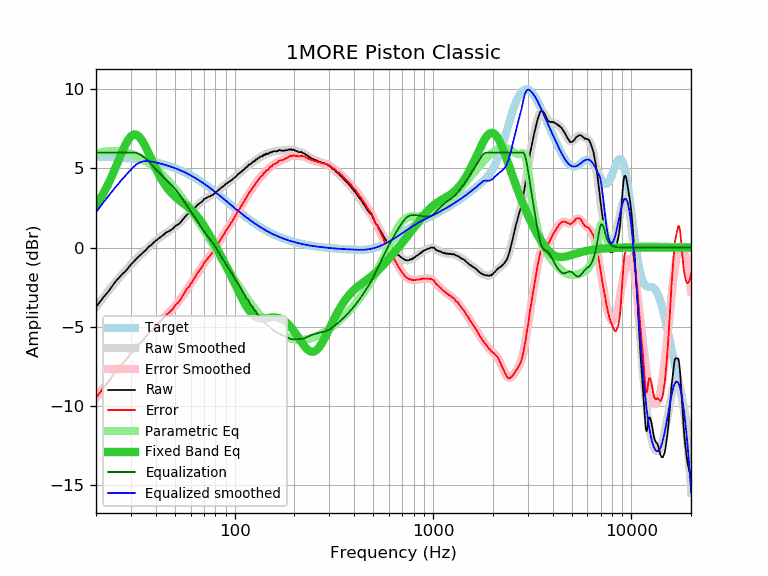 1MORE Piston Classic
Amplitude (dBr)
10
5
0
−5
−10
−15
Target
Raw Smoothed
Error Smoothed
Raw
Error
Parametric Eq
Fixed Band Eq
Equalization
Equalized smoothed
100
1000
10000
Frequency (Hz)